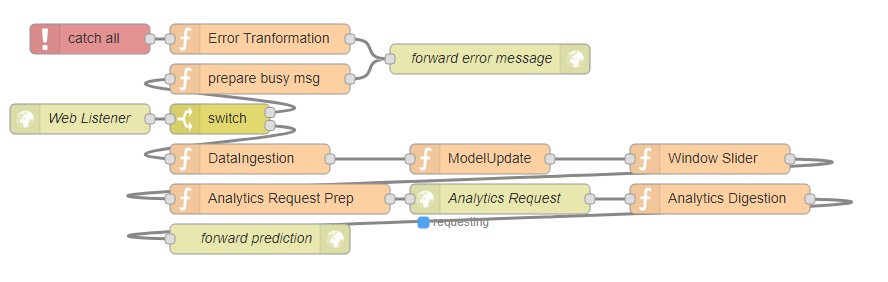 catch all
Error Tranformation
forward error message
prepare busy msg
Web Listener
switch
DataIngestion
ModelUpdate
Window Slider
Analytics Request Prep
Analytics Request
Analytics Digestion
requesting
forward prediction